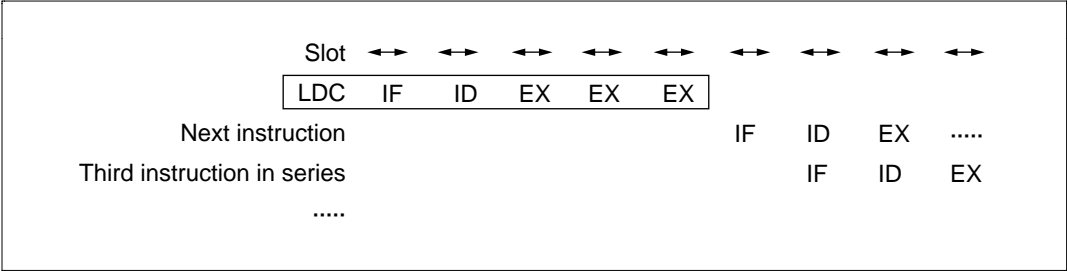 Slot
LDC IF ID EX EX EX
Next instruction IF ID EX .....
Third instruction in series IF ID EX
.....